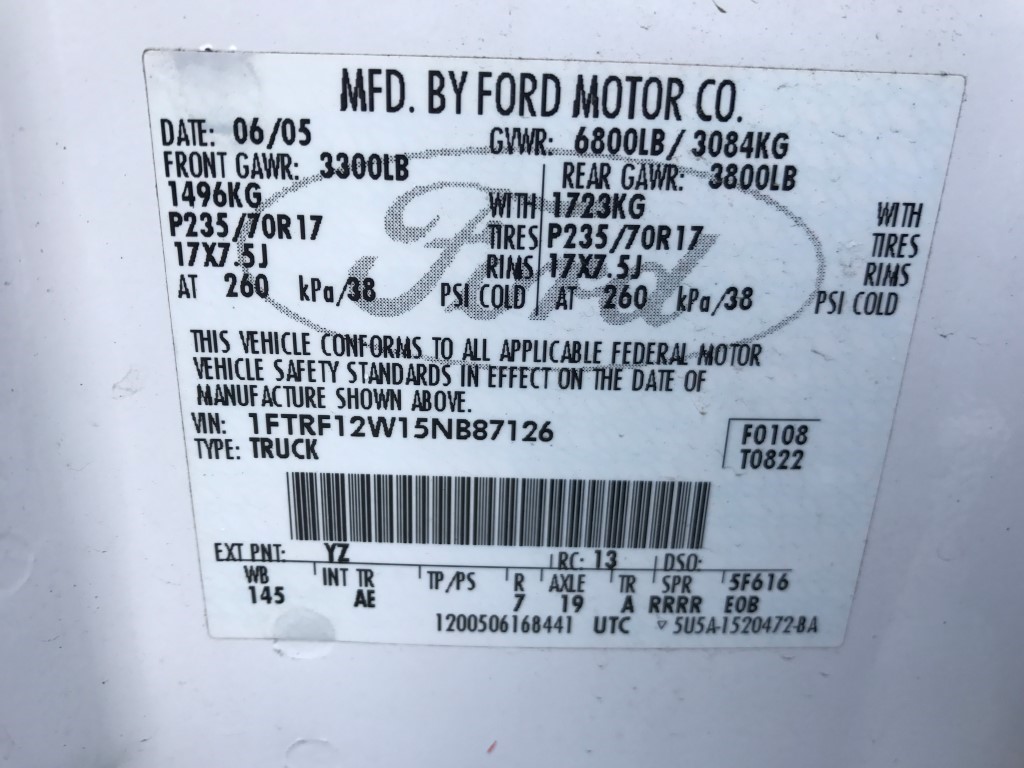 MFD. BY FORD MOTOR CO.
DATE: 06/05 GVWR: 6800LB / 3084KG
FRONT GAWR: 3300LB REAR GAWR: 3800LB
1496KG WITH 1723KG WITH
P235/70R17 TIRES P235/70R17 TIRES
17X7.5J RIMS 17X7.5J RIMS
AT 260 kPa/38 PSI COLD AT 260 kPa/38 PSI COLD
Ford
THIS VEHICLE CONFORMS TO ALL APPLICABLE FEDERAL MOTOR
VEHICLE SAFETY STANDARDS IN EFFECT ON THE DATE OF
MANUFACTURE SHOWN ABOVE.
VIN: 1FTRF12W15NB87126 F0108
TYPE: TRUCK T0822
EXT PNT: YZ RC: 13 DSO:
WB INT TR TP/PS R AXLE TR SPR 5F616
145 AE 7 19 A RRRR EOB
1200506168441 UTC ▽ 5U5A-1520472-BA